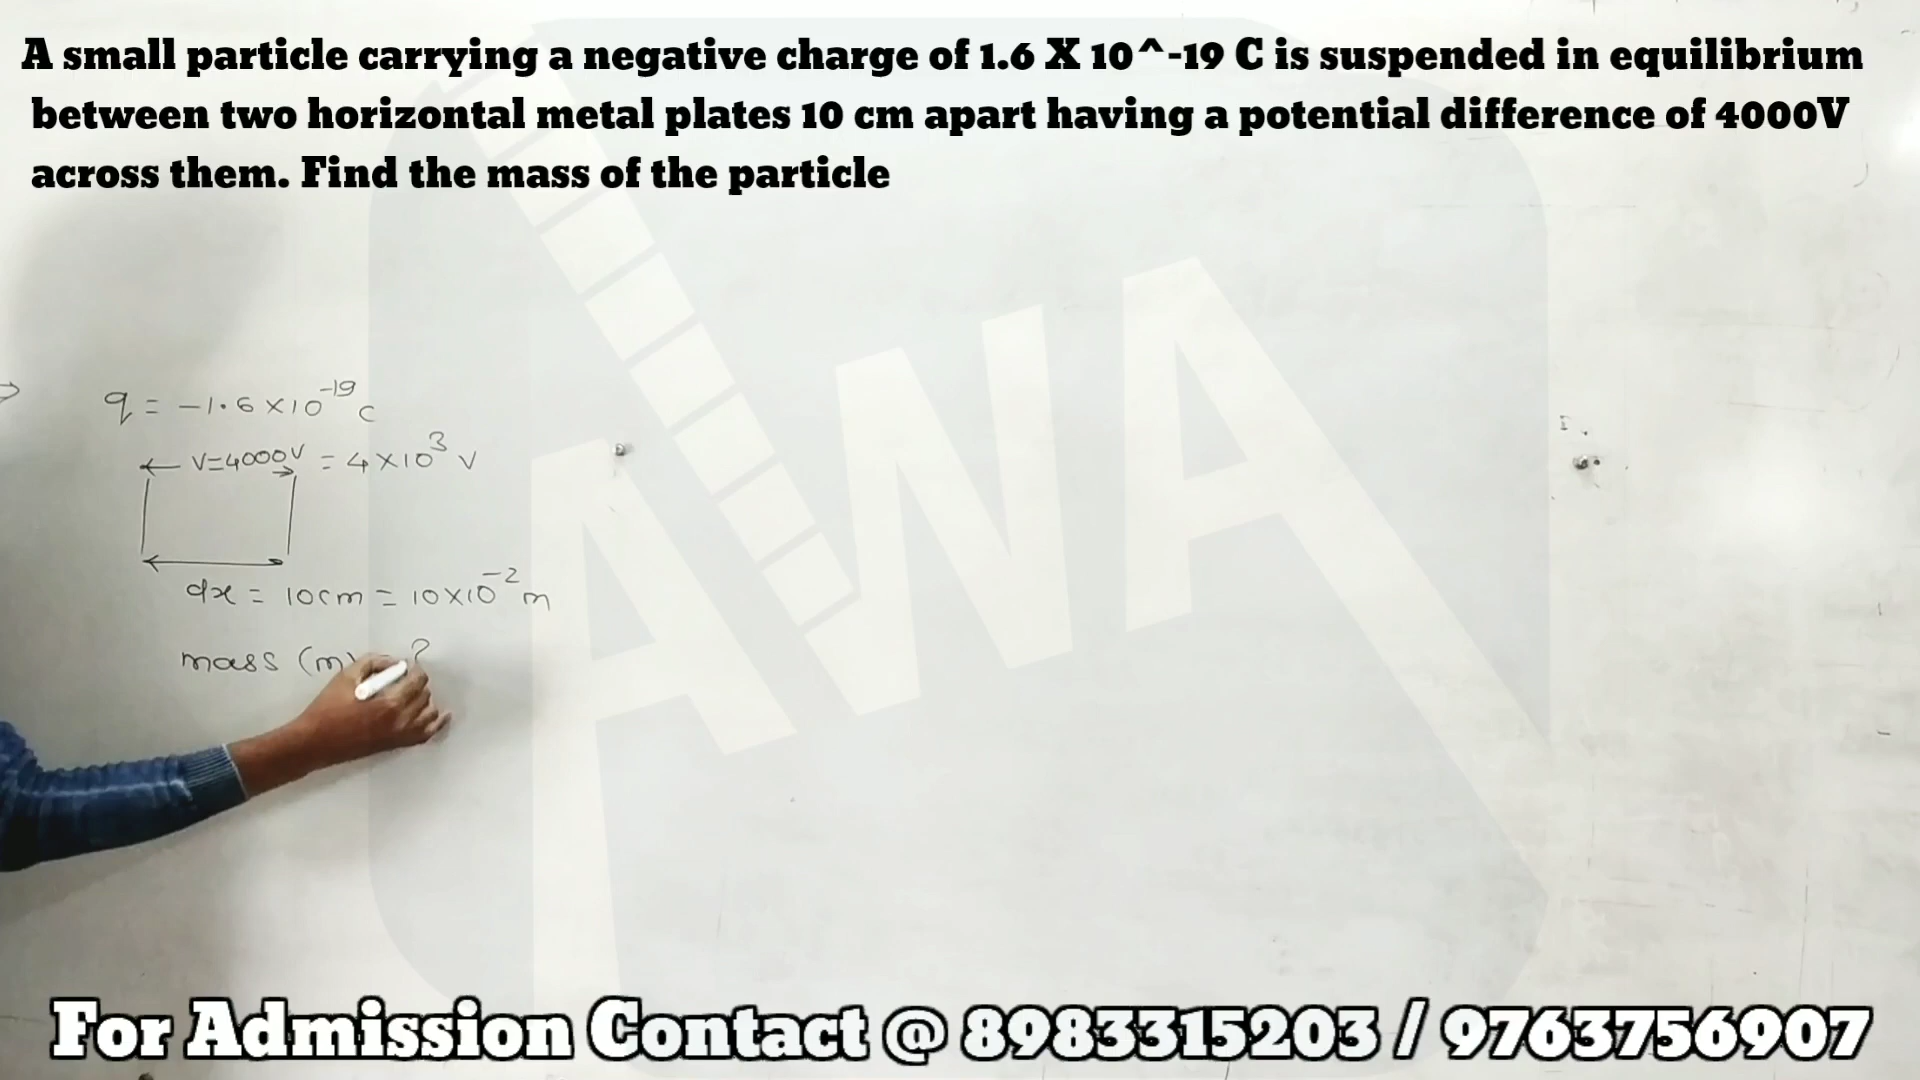 A small particle carrying a negative charge of 1.6 X 10^-19 C is suspended in equilibrium
between two horizontal metal plates 10 cm apart having a potential difference of 4000V
across them. Find the mass of the particle
q = -1.6×10⁻¹⁹ C
V=4000V = 4×10³ V
dx = 10cm = 10×10⁻² m
mass (m) = ?
AWA
For Admission Contact @ 8983315203 / 9763756907